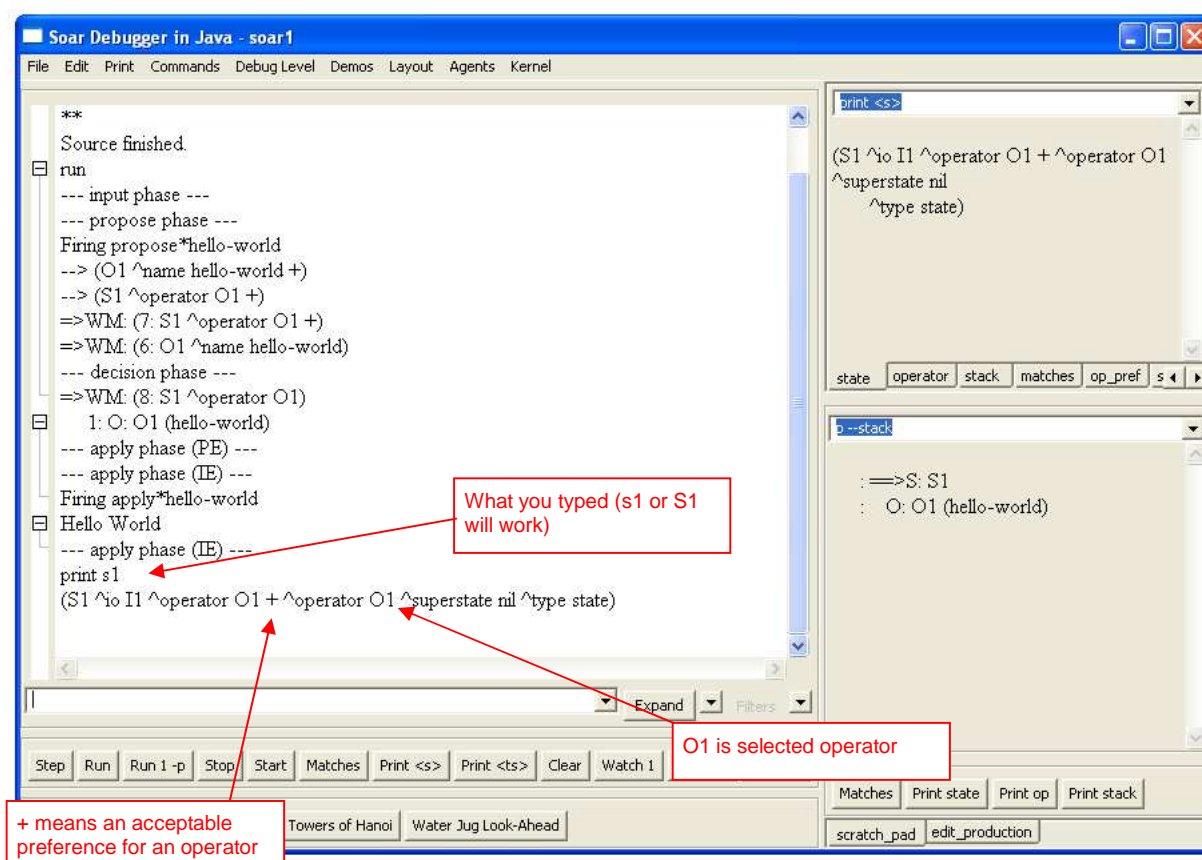 Soar Debugger in Java - soar1
File Edit Print Commands Debug Level Demos Layout Agents Kernel
**
Source finished.
run
--- input phase ---
--- propose phase ---
Firing propose*hello-world
--> (O1 ^name hello-world +)
--> (S1 ^operator O1 +)
=>WM: (7: S1 ^operator O1 +)
=>WM: (6: O1 ^name hello-world)
--- decision phase ---
=>WM: (8: S1 ^operator O1)
1: O: O1 (hello-world)
--- apply phase (PE) ---
--- apply phase (IE) ---
Firing apply*hello-world
Hello World
--- apply phase (IE) ---
print s1
(S1 ^io I1 ^operator O1 + ^operator O1 ^superstate nil ^type state)
What you typed (s1 or S1
will work)
Expand Filters
Step Run Run 1 -p Stop Start Matches Print <s> Print <ts> Clear Watch 1
Towers of Hanoi Water Jug Look-Ahead
+ means an acceptable
preference for an operator
O1 is selected operator
print <s>
(S1 ^io I1 ^operator O1 + ^operator O1
^superstate nil
^type state)
state operator stack matches op_pref s
p --stack
: ==>S: S1
: O: O1 (hello-world)
Matches Print state Print op Print stack
scratch_pad edit_production